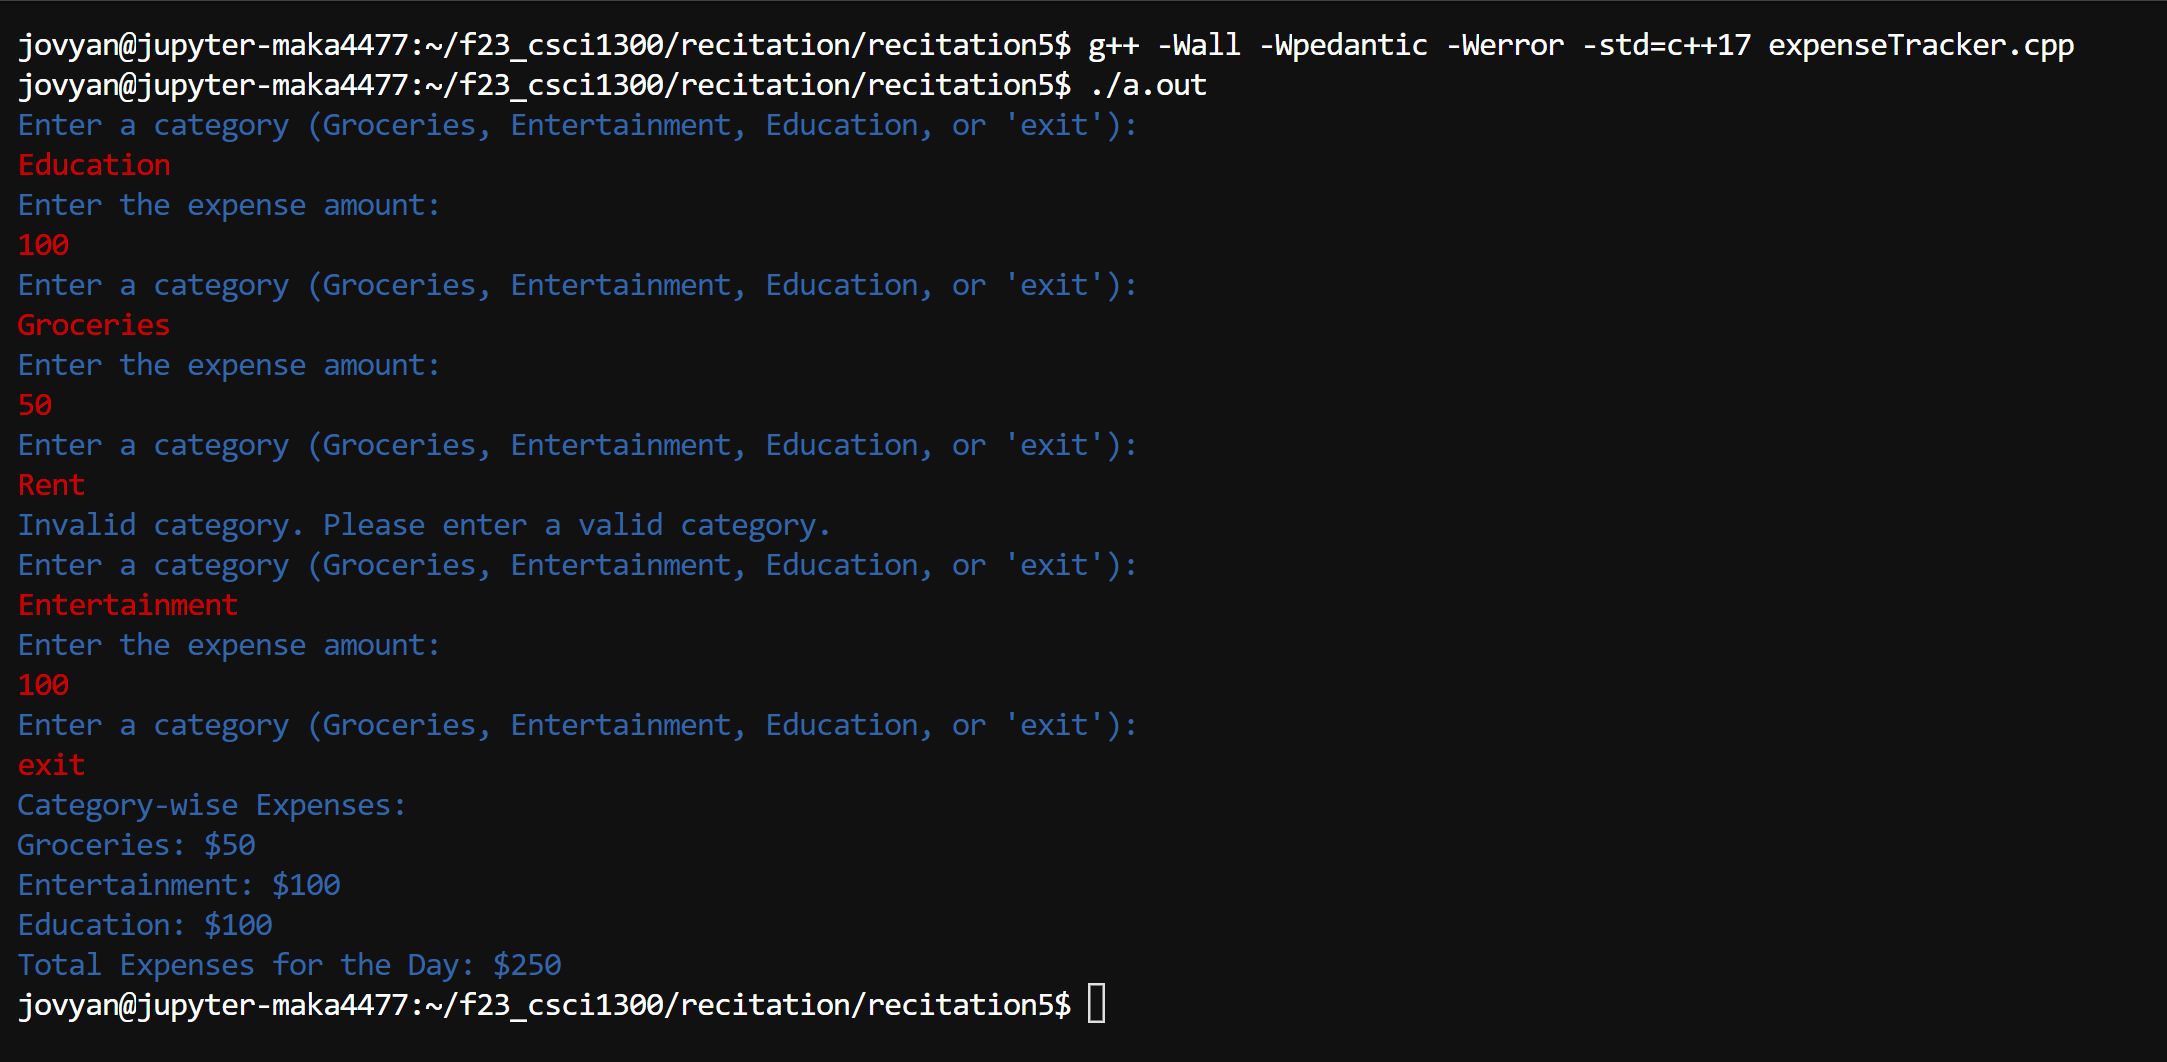 jovyan@jupyter-maka4477:~/f23_csci1300/recitation/recitation5$ g++ -Wall -Wpedantic -Werror -std=c++17 expenseTracker.cpp
jovyan@jupyter-maka4477:~/f23_csci1300/recitation/recitation5$ ./a.out
Enter a category (Groceries, Entertainment, Education, or 'exit'):
Education
Enter the expense amount:
100
Enter a category (Groceries, Entertainment, Education, or 'exit'):
Groceries
Enter the expense amount:
50
Enter a category (Groceries, Entertainment, Education, or 'exit'):
Rent
Invalid category. Please enter a valid category.
Enter a category (Groceries, Entertainment, Education, or 'exit'):
Entertainment
Enter the expense amount:
100
Enter a category (Groceries, Entertainment, Education, or 'exit'):
exit
Category-wise Expenses:
Groceries: $50
Entertainment: $100
Education: $100
Total Expenses for the Day: $250
jovyan@jupyter-maka4477:~/f23_csci1300/recitation/recitation5$